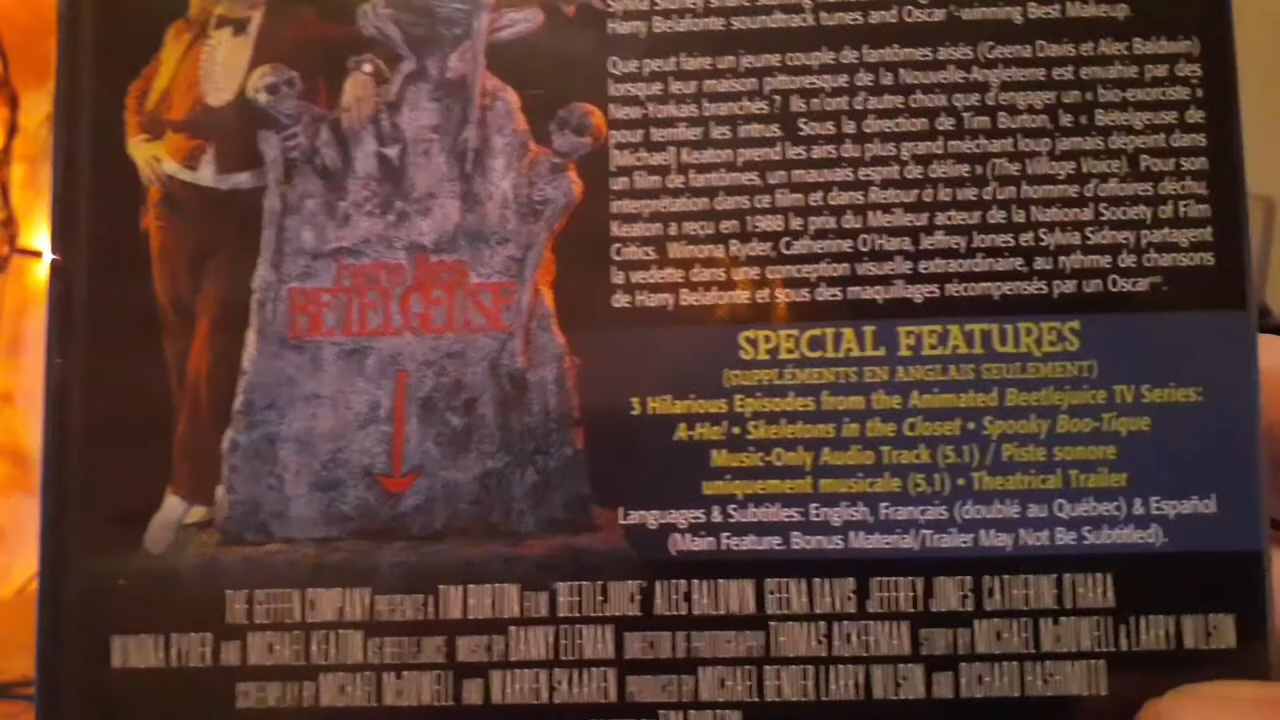 Sylvia Sidney share
Harry Belafonte soundtrack tunes and Oscar®-winning Best Makeup.
Que peut faire un jeune couple de fantômes aisés (Geena Davis et Alec Baldwin)
lorsque leur maison pittoresque de la Nouvelle-Angleterre est envahie par des
New-Yorkais branchés ? Ils n'ont d'autre choix que d'engager un « bio-exorciste »
pour terrifier les intrus. Sous la direction de Tim Burton, le « Bételgeuse de
[Michael] Keaton prend les airs du plus grand méchant loup jamais dépeint dans
un film de fantômes, un mauvais esprit de délire » (The Village Voice). Pour son
interprétation dans ce film et dans Retour à la vie d'un homme d'affaires déchu,
Keaton a reçu en 1988 le prix du Meilleur acteur de la National Society of Film
Critics. Winona Ryder, Catherine O'Hara, Jeffrey Jones et Sylvia Sidney partagent
la vedette dans une conception visuelle extraordinaire, au rythme de chansons
de Harry Belafonte et sous des maquillages récompensés par un Oscar
Here lies
BETELGEUSE
SPECIAL FEATURES
(SUPPLÉMENTS EN ANGLAIS SEULEMENT)
3 Hilarious Episodes from the Animated Beetlejuice TV Series:
A-Ha! • Skeletons in the Closet • Spooky Boo-Tique
Music-Only Audio Track (5.1) / Piste sonore
uniquement musicale (5,1) • Theatrical Trailer
Languages & Subtitles: English, Français (doublé au Québec) & Español
(Main Feature. Bonus Material/Trailer May Not Be Subtitled).
THE GEFFEN COMPANY PRESENTS A TIM BURTON FILM "BEETLEJUICE" ALEC BALDWIN GEENA DAVIS JEFFREY JONES CATHERINE O'HARA
WINONA RYDER AND MICHAEL KEATON AS BEETLEJUICE MUSIC BY DANNY ELFMAN DIRECTOR OF PHOTOGRAPHY THOMAS ACKERMAN STORY BY MICHAEL McDOWELL & LARRY WILSON
SCREENPLAY BY MICHAEL McDOWELL AND WARREN SKAAREN PRODUCED BY MICHAEL BENDER LARRY WILSON AND RICHARD HASHIMOTO
TIM BURTON